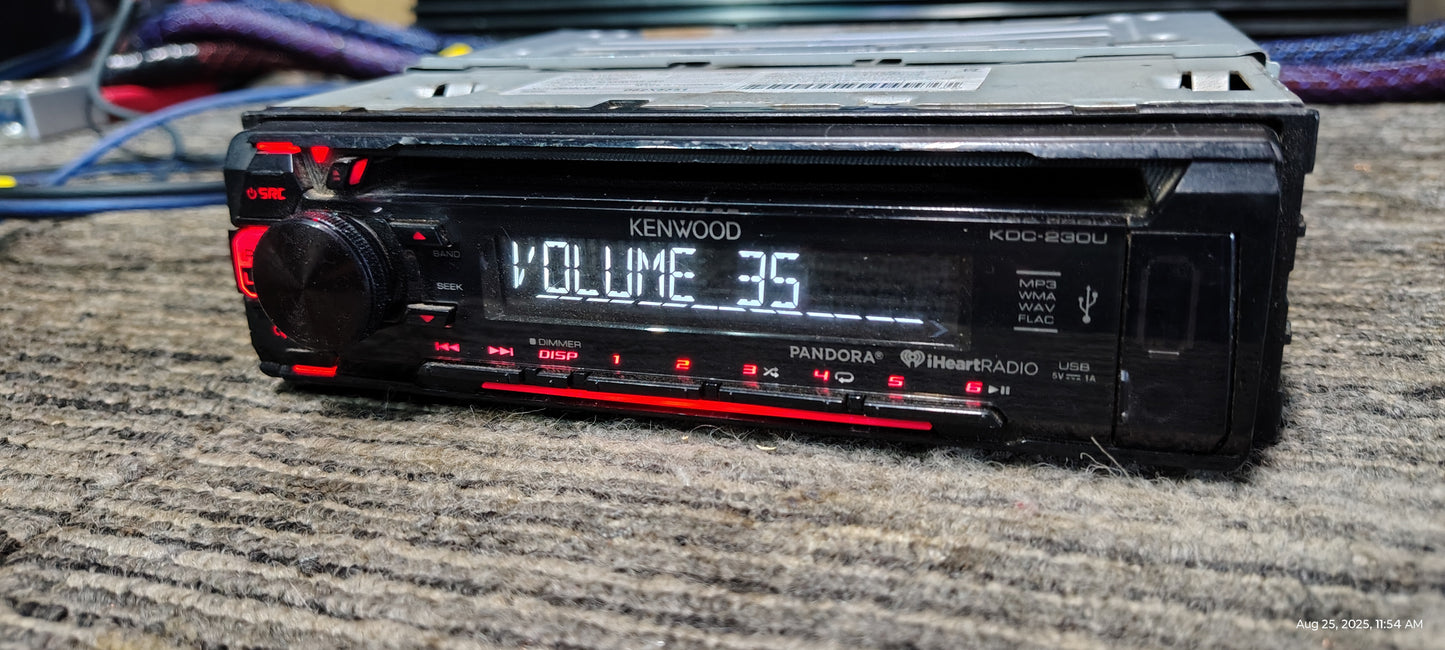 SRC
KENWOOD
KDC-230U
BAND
SEEK
VOLUME 35
MP3
WMA
WAV
FLAC
DIMMER
DISP
1
2
3
4
5
6
PANDORA®
iHeartRADIO
USB
5V 1A
Aug 25, 2025, 11:54 AM